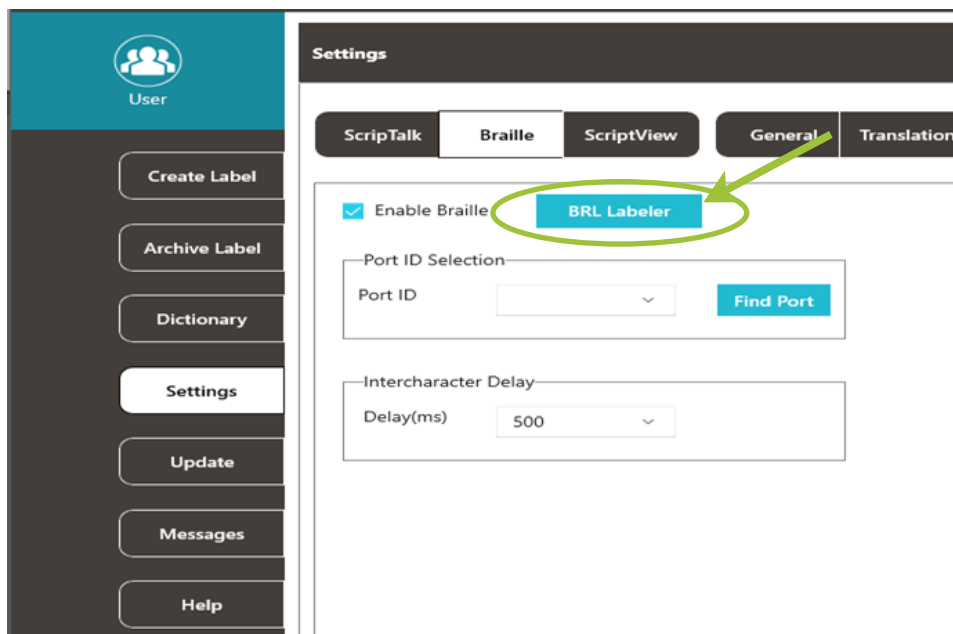 User
Create Label
Archive Label
Dictionary
Settings
Update
Messages
Help
Settings
ScripTalk Braille ScriptView General Translation
Enable Braille BRL Labeler
Port ID Selection
Port ID Find Port
Intercharacter Delay
Delay(ms) 500